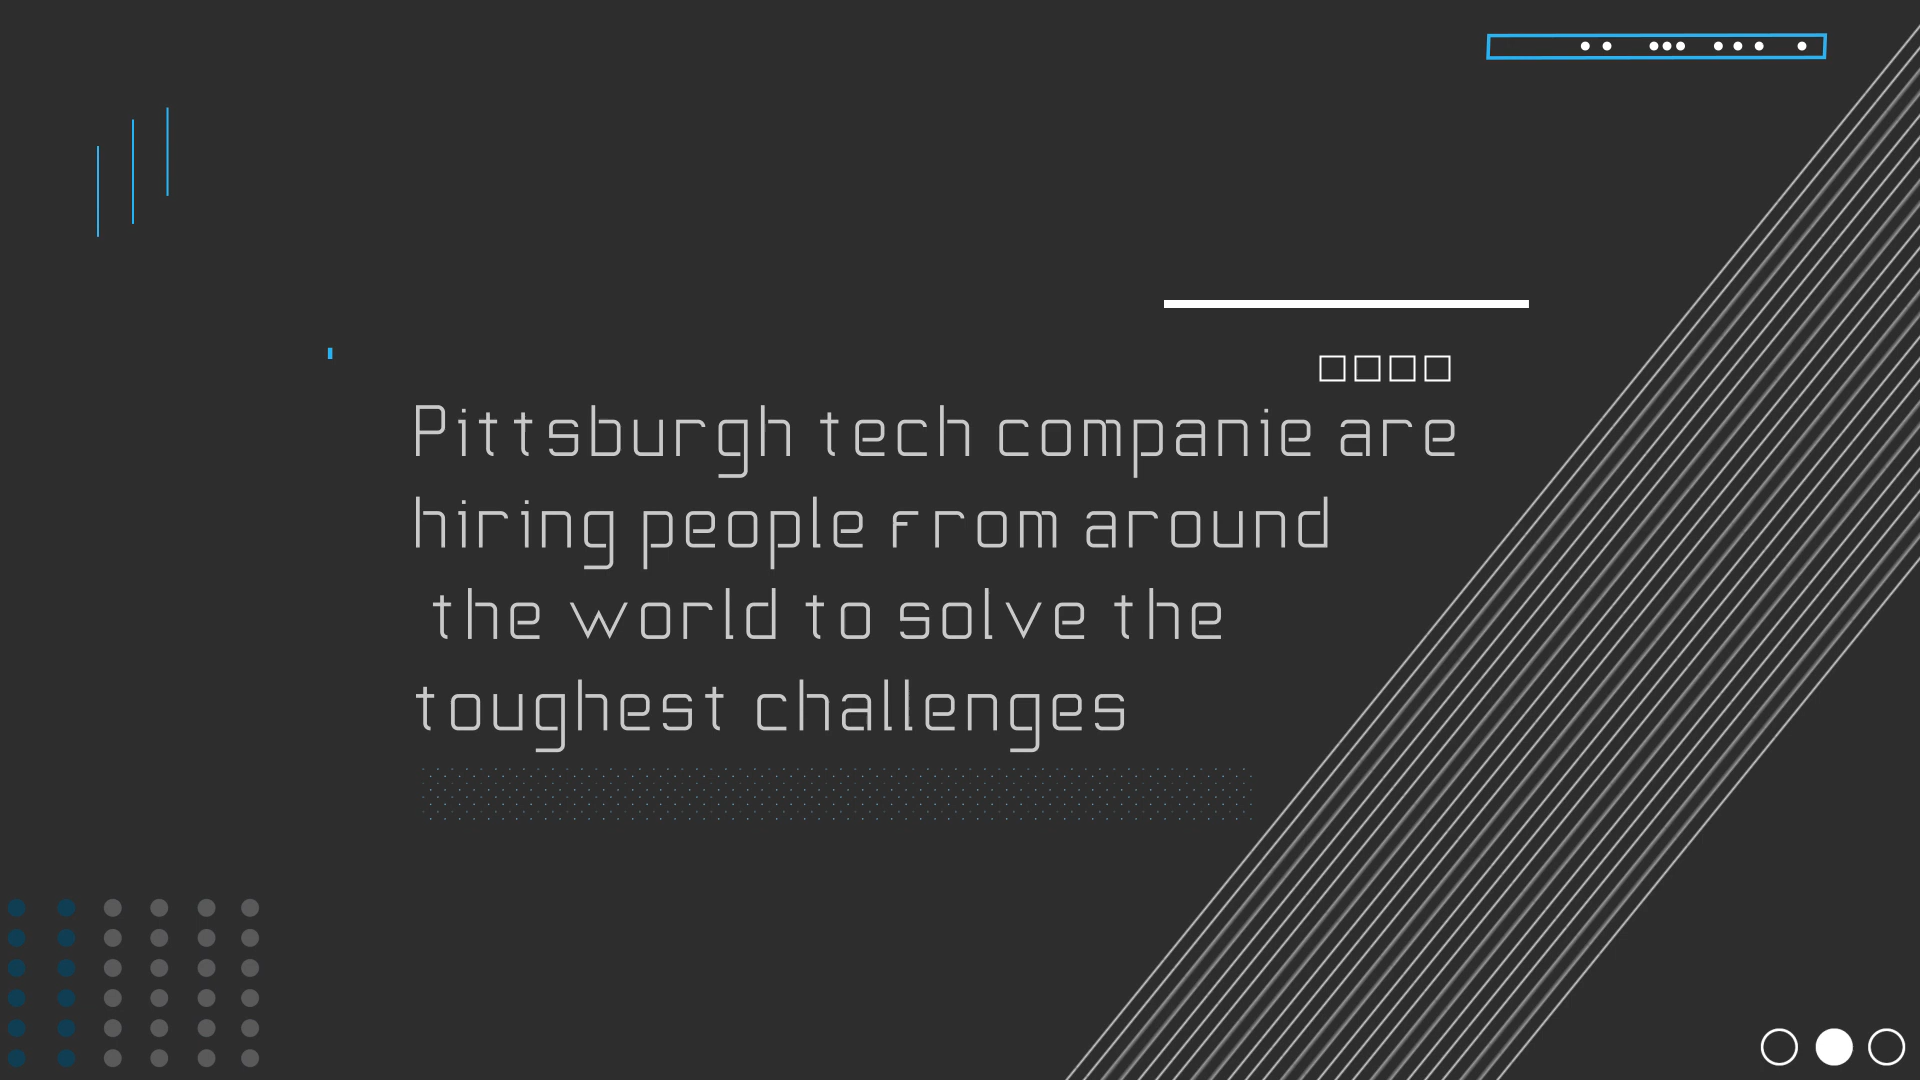 Pittsburgh tech companie are
hiring people from around
the world to solve the
toughest challenges